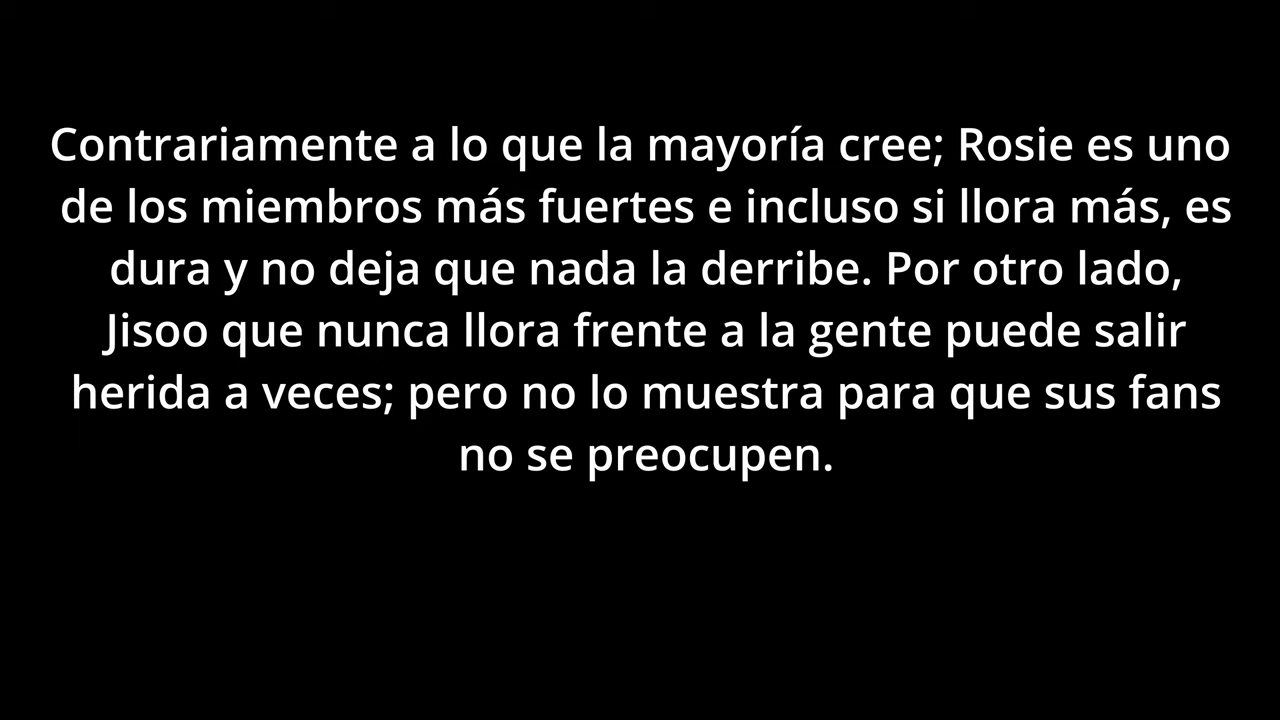 Contrariamente a lo que la mayoría cree; Rosie es uno
de los miembros más fuertes e incluso si llora más, es
dura y no deja que nada la derribe. Por otro lado,
Jisoo que nunca llora frente a la gente puede salir
herida a veces; pero no lo muestra para que sus fans
no se preocupen.